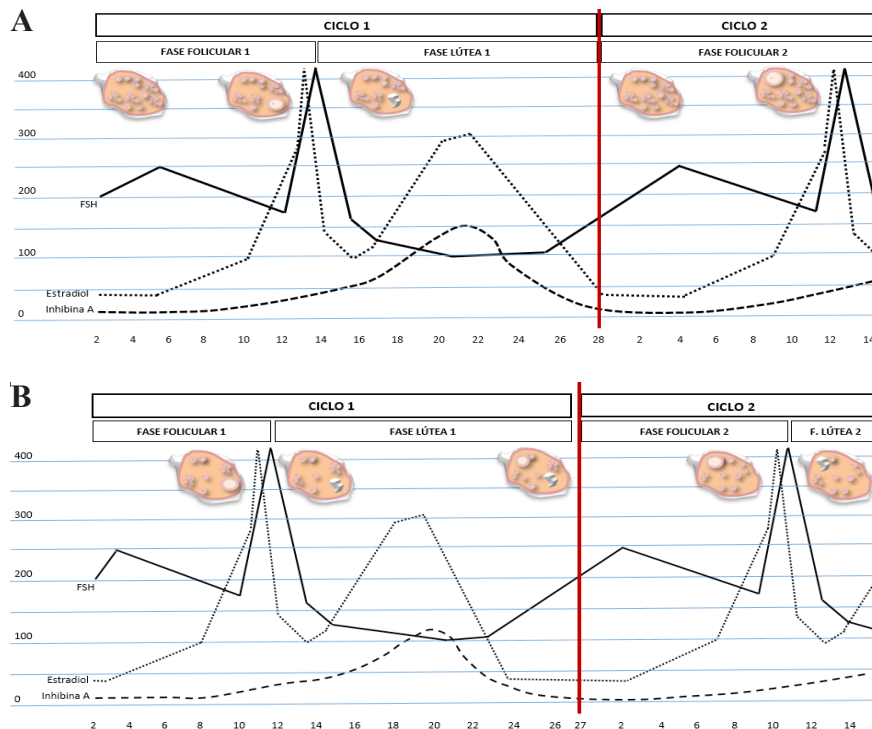 A
CICLO 1 CICLO 2
FASE FOLICULAR 1 FASE LÚTEA 1 FASE FOLICULAR 2
400
300
200
FSH
100
Estradiol
Inhibina A
0
2 4 6 8 10 12 14 16 18 20 22 24 26 28 2 4 6 8 10 12 14
B
CICLO 1 CICLO 2
FASE FOLICULAR 1 FASE LÚTEA 1 FASE FOLICULAR 2 F. LÚTEA 2
400
300
200
FSH
100
Estradiol
Inhibina A
0
2 4 6 8 10 12 14 16 18 20 22 24 26 27 2 4 6 8 10 12 14